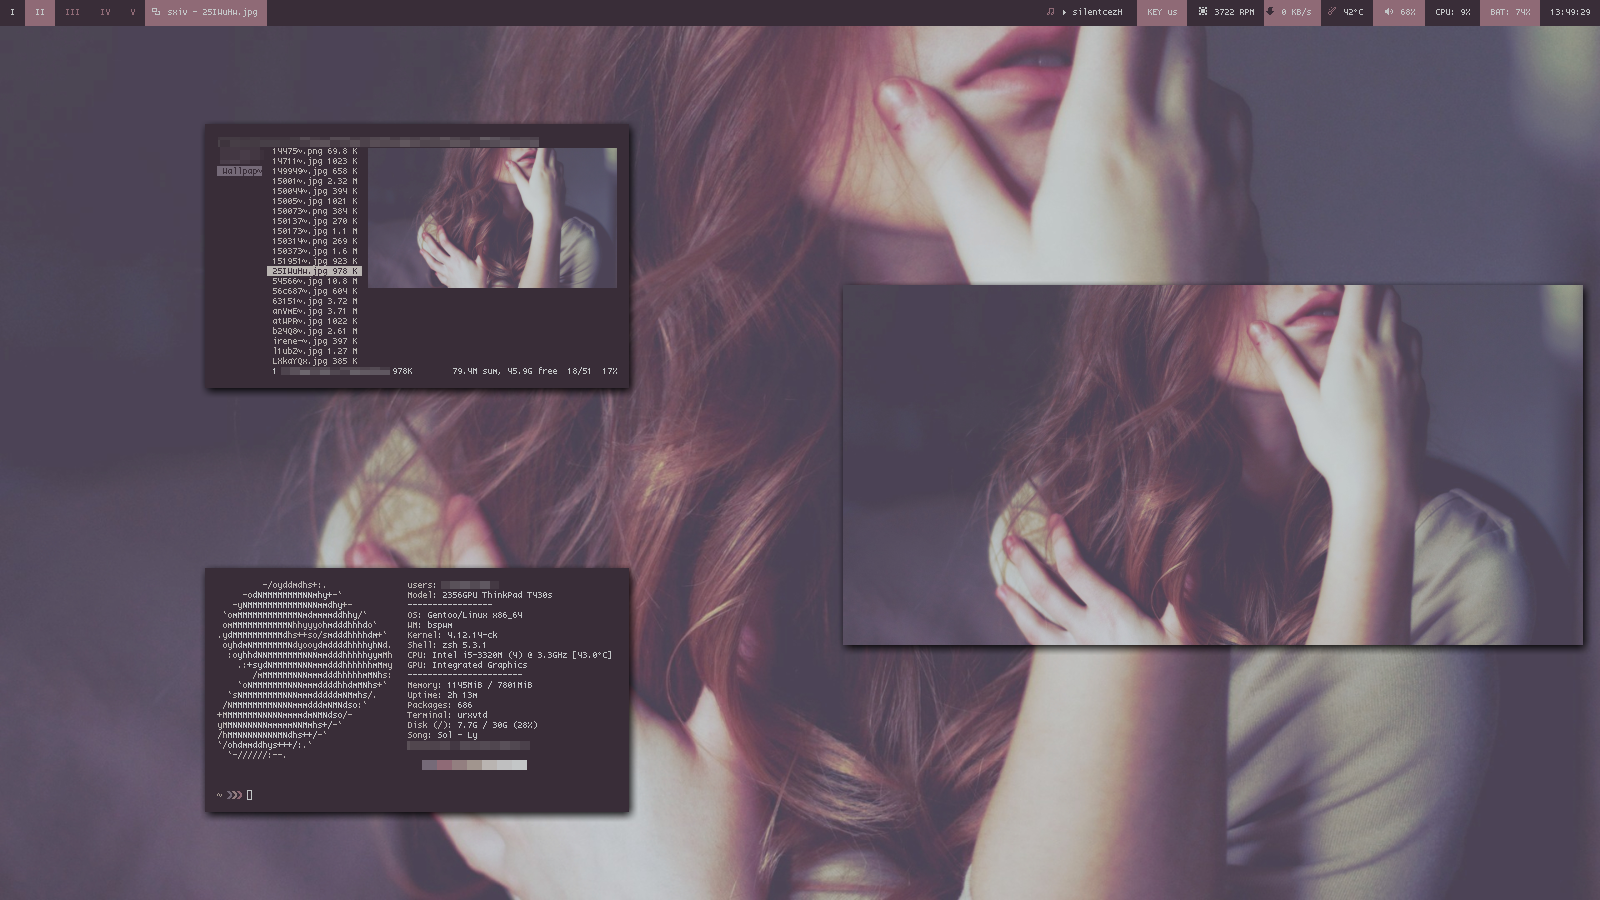 I II III IV V sxiv - 25IWuHw.jpg silentcezH KEY us 3722 RPM 0 KB/s 42°C 68% CPU: 9% BAT: 74% 13:49:29
14475~.png 69.8 K
14711~.jpg 1023 K
Wallpap~ 149949~.jpg 658 K
15001~.jpg 2.32 M
150044~.jpg 394 K
15005~.jpg 1021 K
150073~.png 384 K
150137~.jpg 270 K
150173~.jpg 1.1 M
150314~.png 269 K
150373~.jpg 1.6 M
151951~.jpg 923 K
25IWuHw.jpg 978 K
54566~.jpg 10.8 M
56c687~.jpg 604 K
63151~.jpg 3.72 M
anVmE~.jpg 3.71 M
atWPR~.jpg 1022 K
b24Q8~.jpg 2.61 M
irene-~.jpg 397 K
l1ub2~.jpg 1.27 M
LXkaYQx.jpg 385 K
1 978K 79.4M sum, 45.9G free 18/51 17%
users:
Model: 2356GPU ThinkPad T430s
-----------------
OS: Gentoo/Linux x86_64
WM: bspwm
Kernel: 4.12.14-ck
Shell: zsh 5.3.1
CPU: Intel i5-3320M (4) @ 3.3GHz [43.0°C]
GPU: Integrated Graphics
-----------------------
Memory: 1145MiB / 7801MiB
Uptime: 2h 13m
Packages: 686
Terminal: urxvtd
Disk (/): 7.7G / 30G (28%)
Song: Sol - Ly
~ ❯❯❯